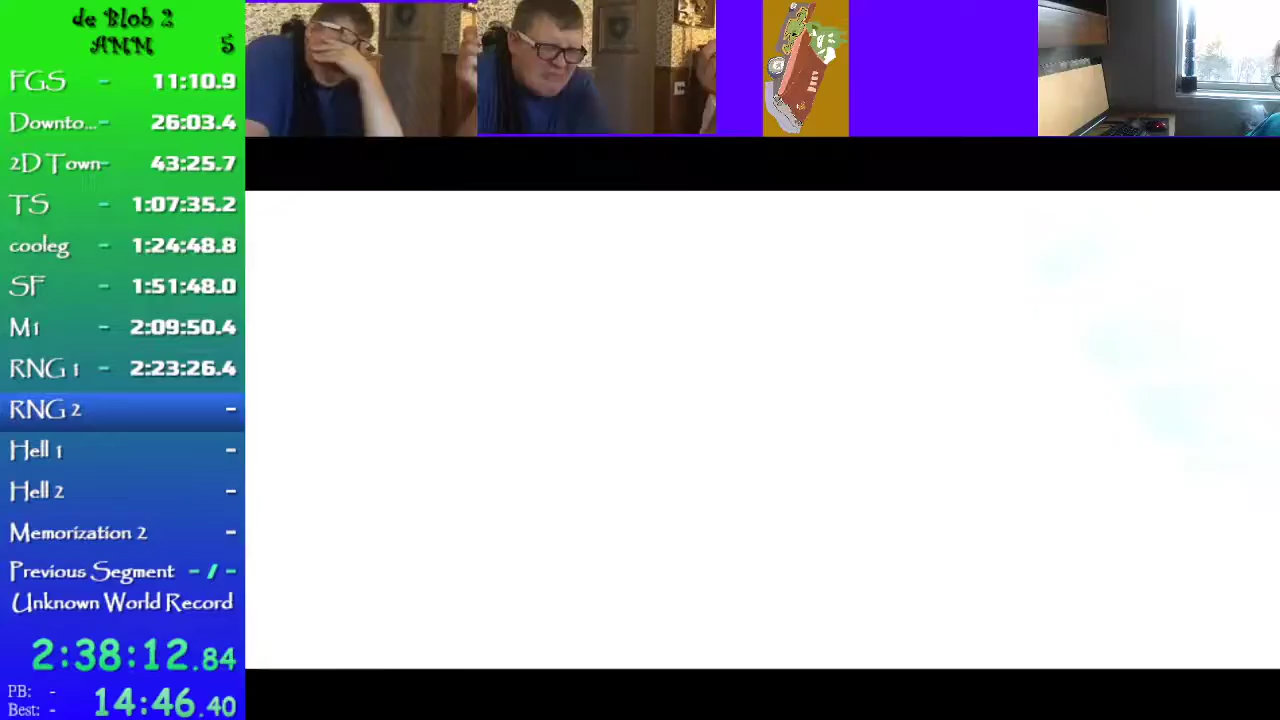 de Blob 2
ANN 5
FGS - 11:10.9
Downto...- 26:03.4
2D Town- 43:25.7
TS - 1:07:35.2
cooleg - 1:24:48.8
SF - 1:51:48.0
M1 - 2:09:50.4
RNG 1 - 2:23:26.4
RNG 2 -
Hell 1 -
Hell 2 -
Memorization 2 -
Previous Segment - / -
Unknown World Record
2:38:12.84
PB: -
Best: - 14:46.40